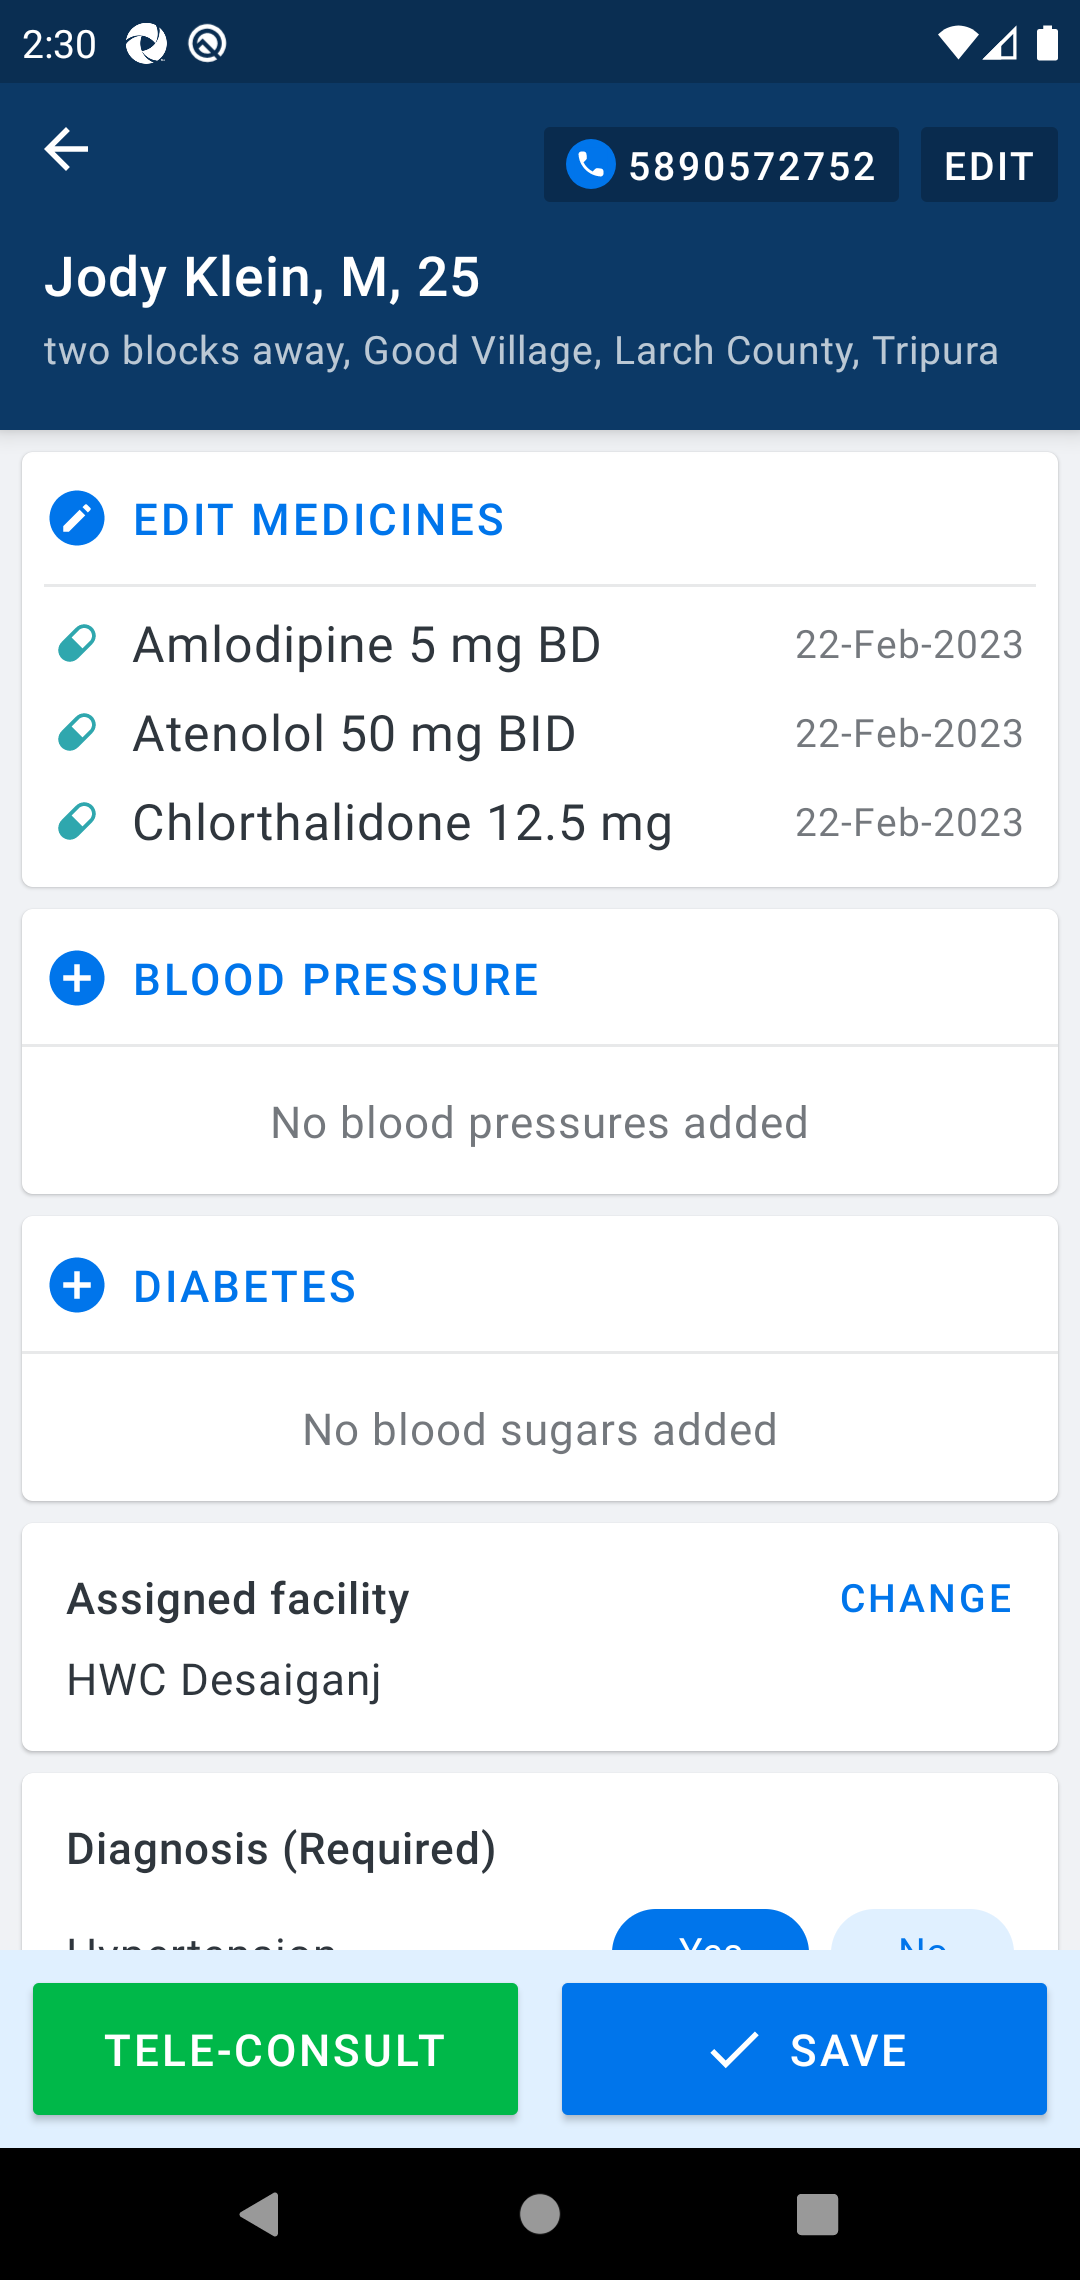 2:30
5890572752 EDIT
Jody Klein, M, 25
two blocks away, Good Village, Larch County, Tripura
EDIT MEDICINES
Amlodipine 5 mg BD 22-Feb-2023
Atenolol 50 mg BID 22-Feb-2023
Chlorthalidone 12.5 mg 22-Feb-2023
BLOOD PRESSURE
No blood pressures added
DIABETES
No blood sugars added
Assigned facility CHANGE
HWC Desaiganj
Diagnosis (Required)
Hypertension Yes No
TELE-CONSULT SAVE